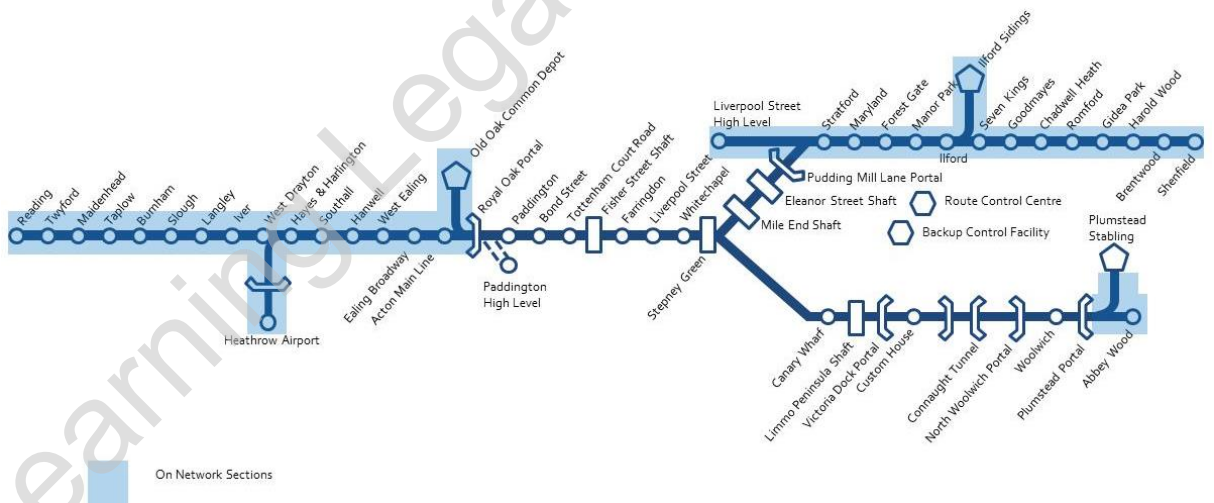 Learning Lega
Reading
Twyford
Maidenhead
Taplow
Burnham
Slough
Langley
Iver
West Drayton
Hayes & Harlington
Southall
Hanwell
West Ealing
Ealing Broadway
Acton Main Line
Heathrow Airport
Old Oak Common Depot
Royal Oak Portal
Paddington
Paddington
High Level
Bond Street
Tottenham Court Road
Fisher Street Shaft
Farringdon
Liverpool Street
Whitechapel
Stepney Green
Liverpool Street
High Level
Stratford
Maryland
Forest Gate
Manor Park
Ilford
Ilford Sidings
Seven Kings
Goodmayes
Chadwell Heath
Romford
Gidea Park
Harold Wood
Brentwood
Shenfield
Pudding Mill Lane Portal
Eleanor Street Shaft
Mile End Shaft
Route Control Centre
Backup Control Facility
Plumstead
Stabling
Canary Wharf
Limmo Peninsula Shaft
Victoria Dock Portal
Custom House
Connaught Tunnel
North Woolwich Portal
Woolwich
Plumstead Portal
Abbey Wood
On Network Sections